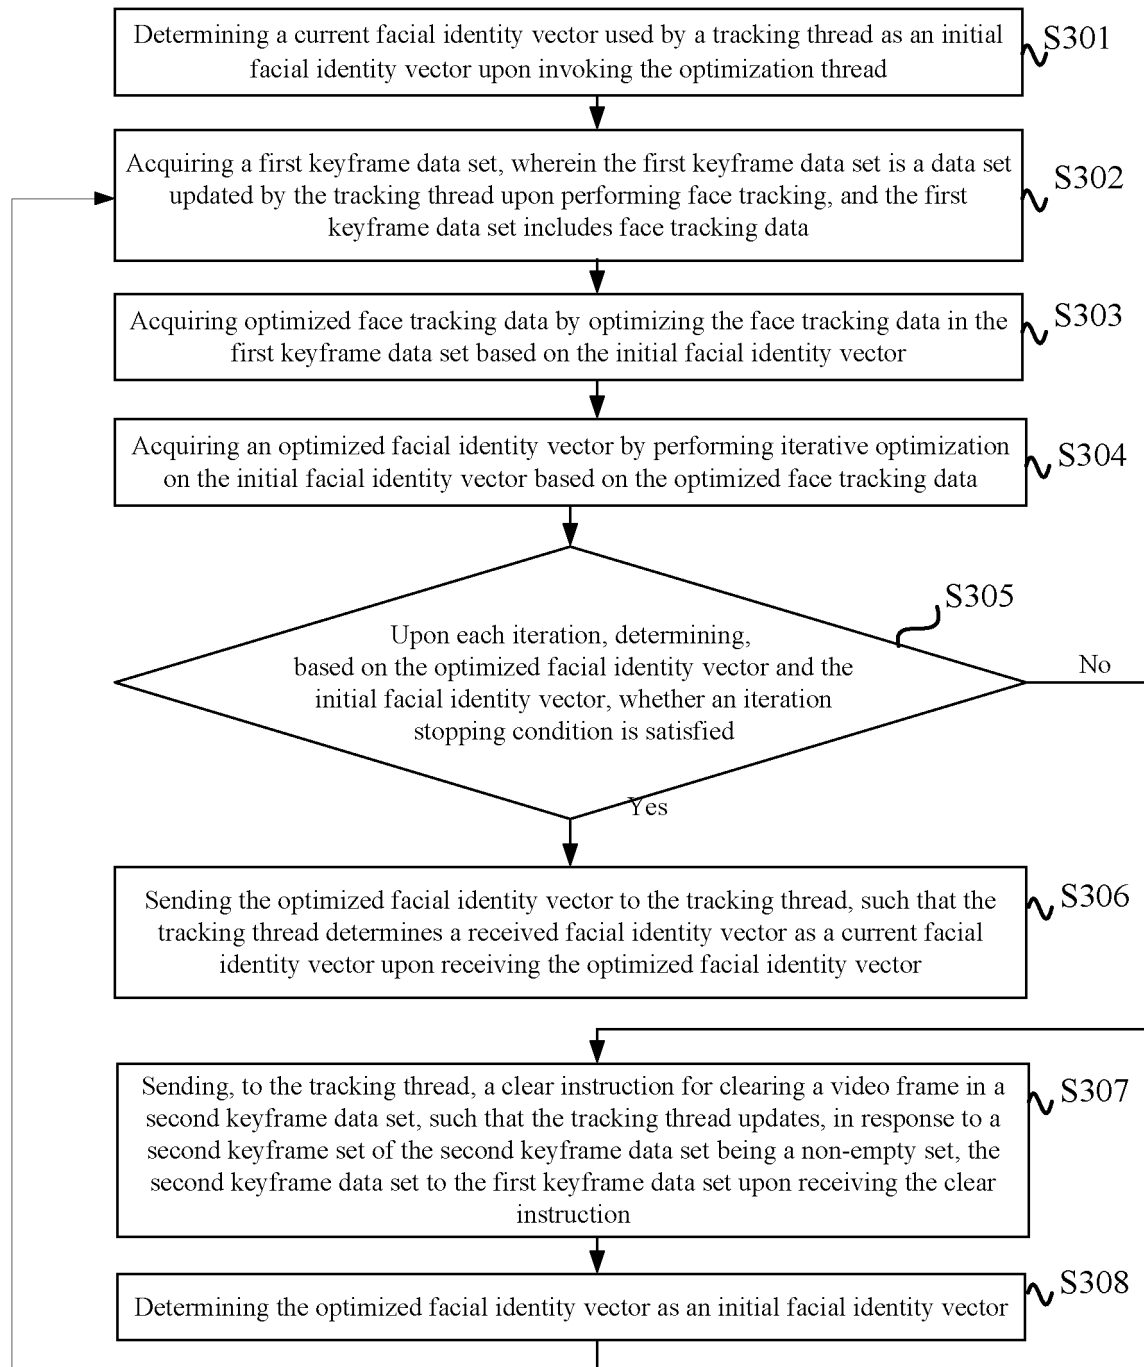 Determining a current facial identity vector used by a tracking thread as an initial
facial identity vector upon invoking the optimization thread
S301
Acquiring a first keyframe data set, wherein the first keyframe data set is a data set
updated by the tracking thread upon performing face tracking, and the first
keyframe data set includes face tracking data
S302
Acquiring optimized face tracking data by optimizing the face tracking data in the
first keyframe data set based on the initial facial identity vector
S303
Acquiring an optimized facial identity vector by performing iterative optimization
on the initial facial identity vector based on the optimized face tracking data
S304
Upon each iteration, determining,
based on the optimized facial identity vector and the
initial facial identity vector, whether an iteration
stopping condition is satisfied
S305
No
Yes
Sending the optimized facial identity vector to the tracking thread, such that the
tracking thread determines a received facial identity vector as a current facial
identity vector upon receiving the optimized facial identity vector
S306
Sending, to the tracking thread, a clear instruction for clearing a video frame in a
second keyframe data set, such that the tracking thread updates, in response to a
second keyframe set of the second keyframe data set being a non-empty set, the
second keyframe data set to the first keyframe data set upon receiving the clear
instruction
S307
Determining the optimized facial identity vector as an initial facial identity vector
S308